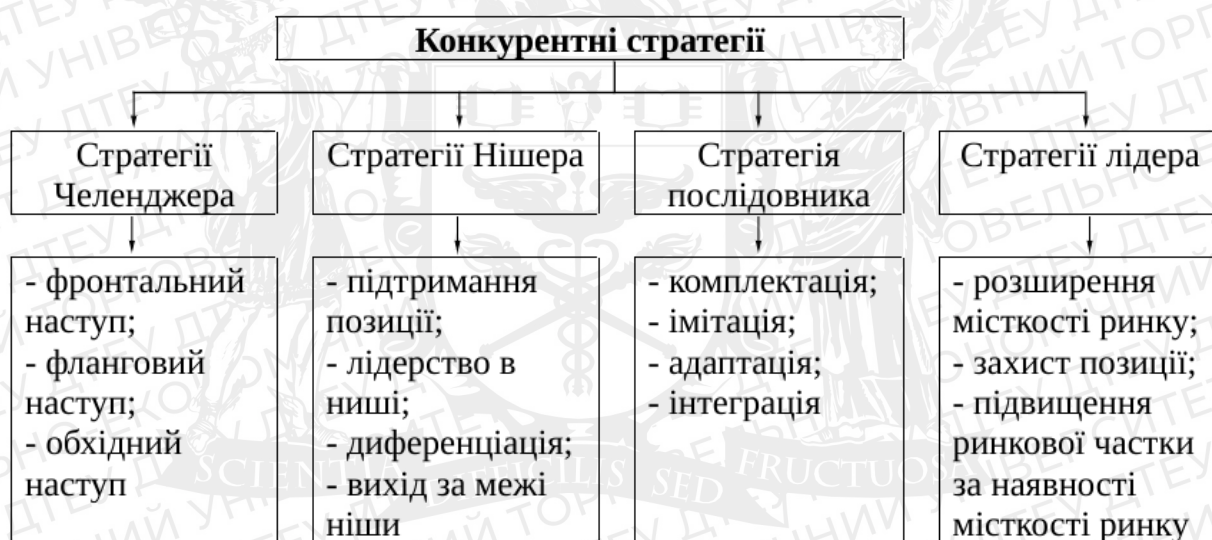 Конкурентні стратегії
Стратегії
Челенджера
- фронтальний
наступ;
- фланговий
наступ;
- обхідний
наступ
Стратегії Нішера
- підтримання
позиції;
- лідерство в
ниші;
- диференціація;
- вихід за межі
ніши
Стратегія
послідовника
- комплектація;
- імітація;
- адаптація;
- інтеграція
Стратегії лідера
- розширення
місткості ринку;
- захист позиції;
- підвищення
ринкової частки
за наявності
місткості ринку